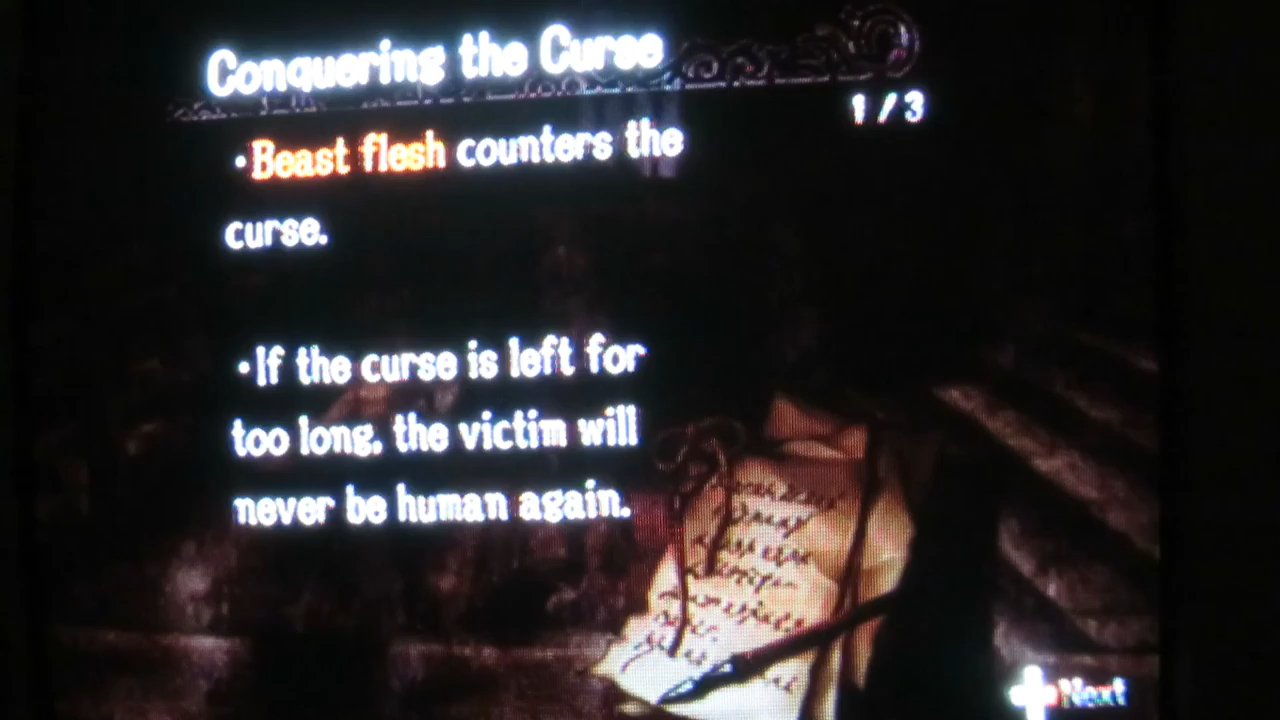 Conquering the Curse
1/3
·Beast flesh counters the
curse.
·If the curse is left for
too long, the victim will
never be human again.
Next